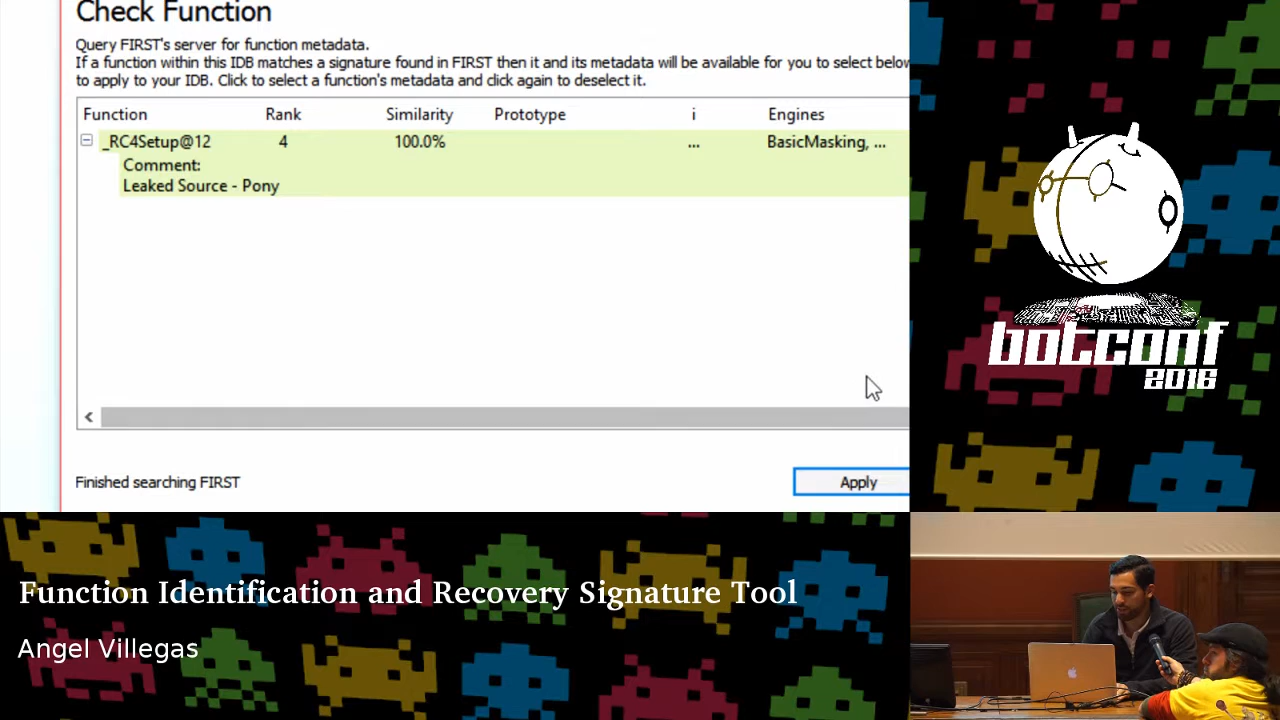 Check Function
Query FIRST's server for function metadata.
If a function within this IDB matches a signature found in FIRST then it and its metadata will be available for you to select below
to apply to your IDB. Click to select a function's metadata and click again to deselect it.
Function Rank Similarity Prototype i Engines
_RC4Setup@12 4 100.0% ... BasicMasking, ...
Comment:
Leaked Source - Pony
Finished searching FIRST
Apply
botconf
2016
Function Identification and Recovery Signature Tool
Angel Villegas